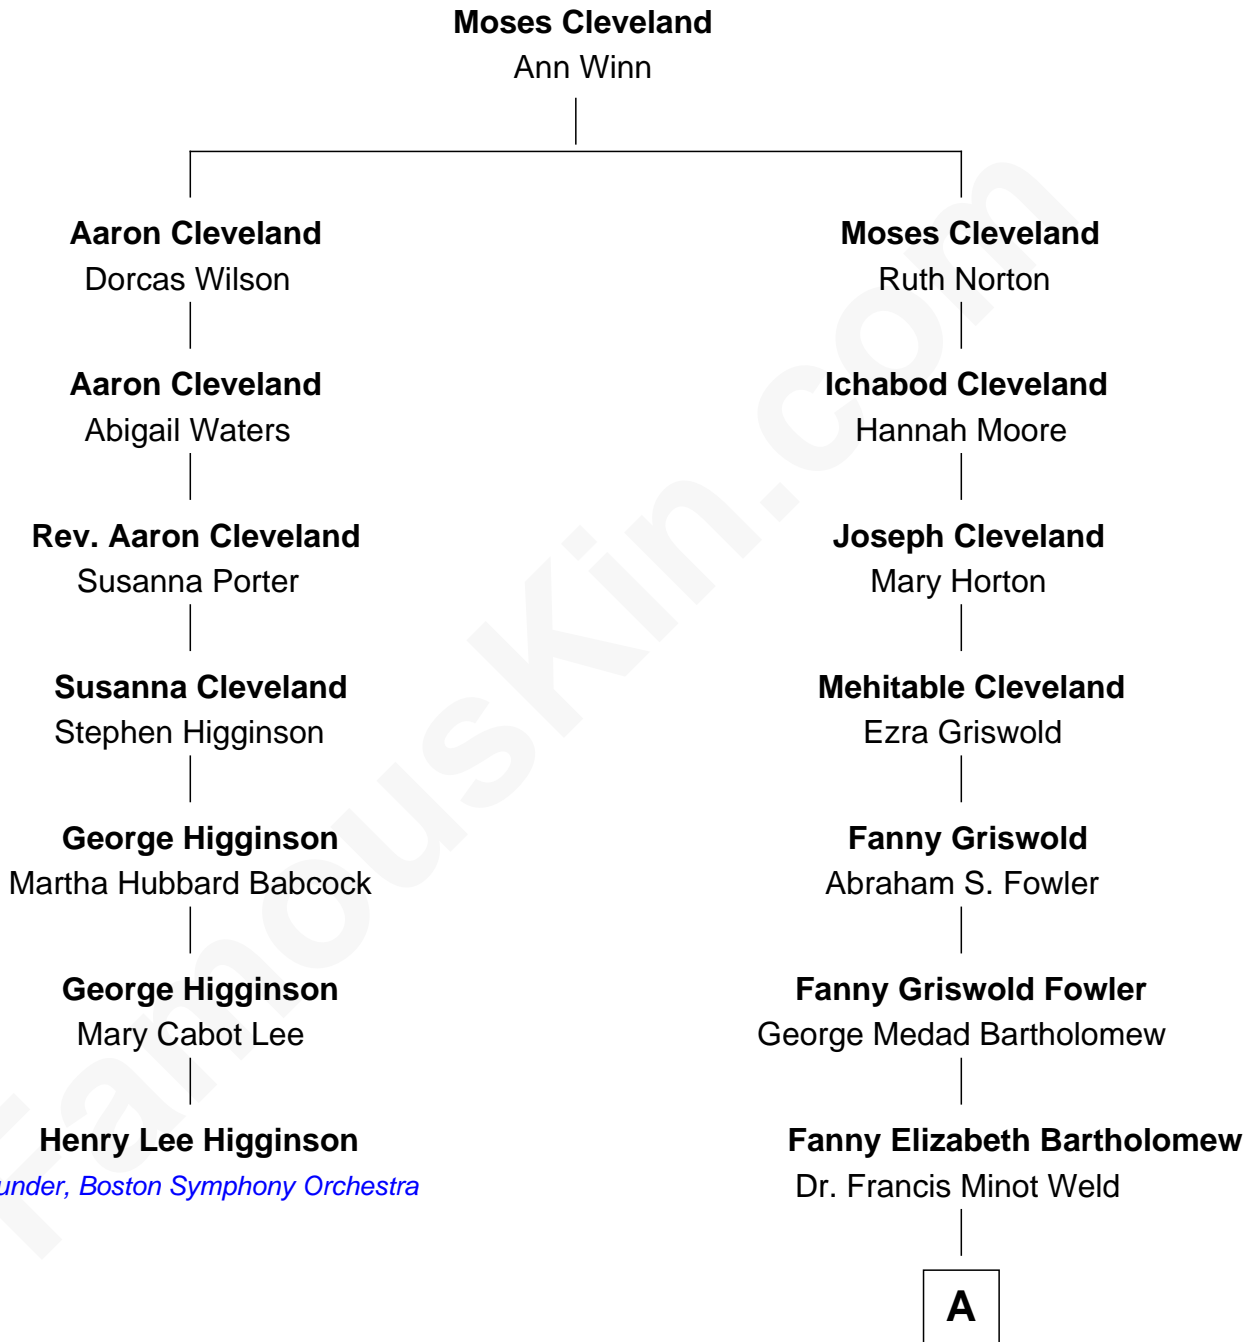 Moses Cleveland
Ann Winn
Aaron Cleveland
Dorcas Wilson
Moses Cleveland
Ruth Norton
Aaron Cleveland
Abigail Waters
Ichabod Cleveland
Hannah Moore
Rev. Aaron Cleveland
Susanna Porter
Joseph Cleveland
Mary Horton
Susanna Cleveland
Stephen Higginson
Mehitable Cleveland
Ezra Griswold
George Higginson
Martha Hubbard Babcock
Fanny Griswold
Abraham S. Fowler
George Higginson
Mary Cabot Lee
Fanny Griswold Fowler
George Medad Bartholomew
Henry Lee Higginson
under, Boston Symphony Orchestra
Fanny Elizabeth Bartholomew
Dr. Francis Minot Weld
A
FamousKin.com